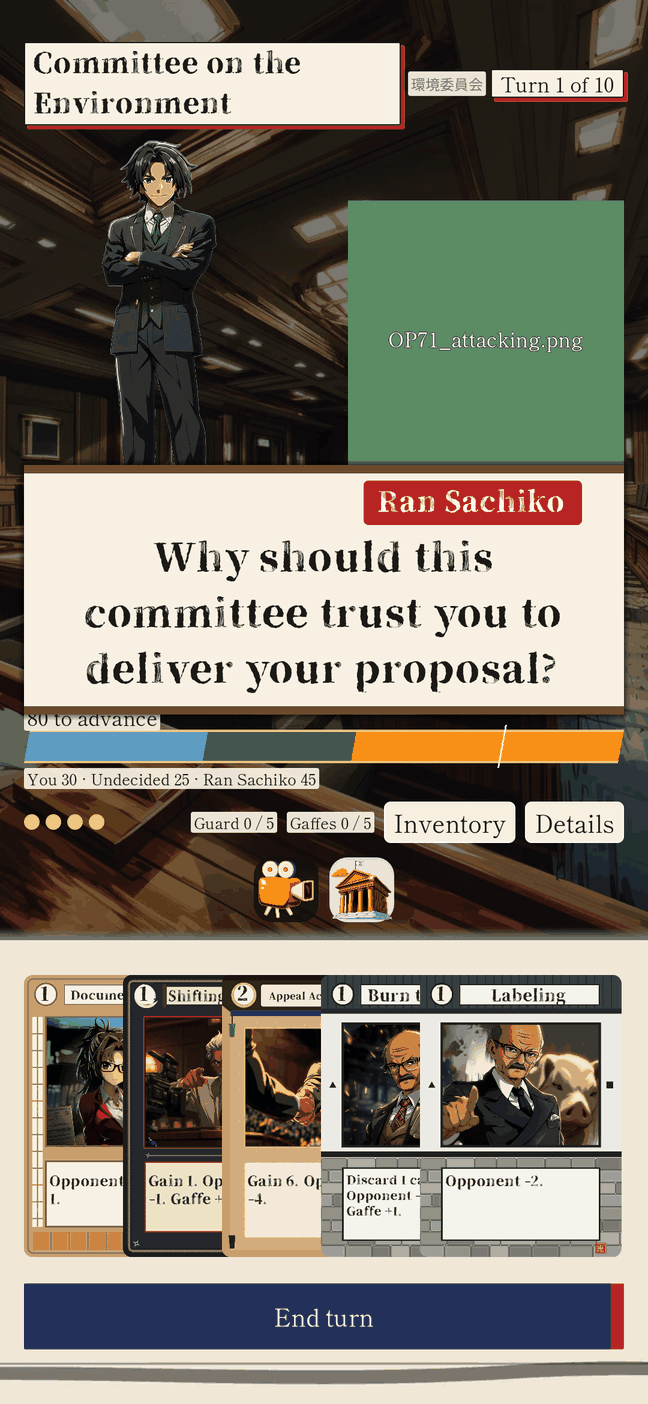 Committee on the
Environment
環境委員会
Turn 1 of 10
OP71_attacking.png
Ran Sachiko
Why should this
committee trust you to
deliver your proposal?
80 to advance
You 30 · Undecided 25 · Ran Sachiko 45
Guard 0 / 5
Gaffes 0 / 5
Inventory
Details
1
Opponent
1.
1
Shifting
Gain 1. Op
-1. Gaffe +
2
Appeal Ac
Gain 6. Op
-4.
1
Burn t
Discard 1 ca
Opponent -
Gaffe +1.
1
Labeling
Opponent -2.
End turn